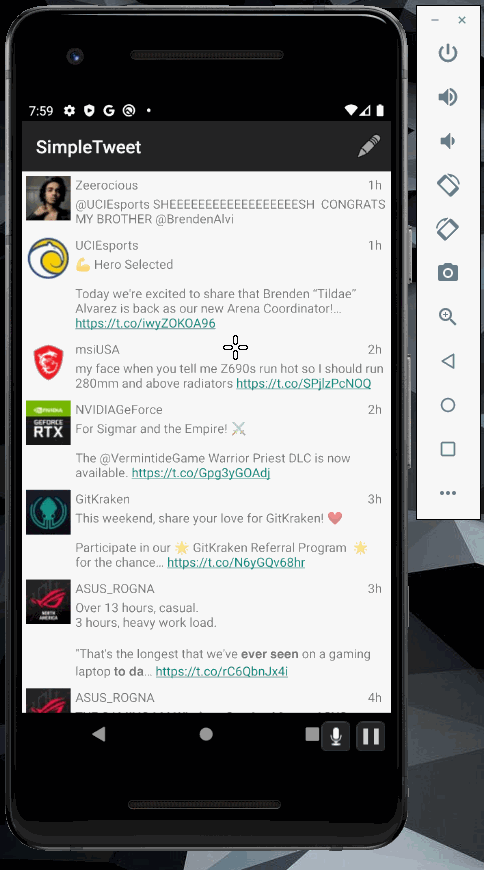 7:59
SimpleTweet
Zeerocious 1h
@UCIEsports SHEEEEEEEEEEEEEEEEEESH CONGRATS
MY BROTHER @BrendenAlvi
UCIEsports 1h
💪 Hero Selected
Today we're excited to share that Brenden “Tildae”
Alvarez is back as our new Arena Coordinator!…
https://t.co/iwyZOKOA96
msiUSA 2h
my face when you tell me Z690s run hot so I should run
280mm and above radiators https://t.co/SPjlzPcNOQ
NVIDIA
GEFORCE
RTX
NVIDIAGeForce 2h
For Sigmar and the Empire! ⚔️
The @VermintideGame Warrior Priest DLC is now
available. https://t.co/Gpg3yGOAdj
GitKraken 3h
This weekend, share your love for GitKraken! ❤️
Participate in our 🌟 GitKraken Referral Program 🌟
for the chance… https://t.co/N6yGQv68hr
NORTH
AMERICA
ASUS_ROGNA 3h
Over 13 hours, casual.
3 hours, heavy work load.
"That's the longest that we've ever seen on a gaming
laptop to da… https://t.co/rC6QbnJx4i
ASUS_ROGNA 4h